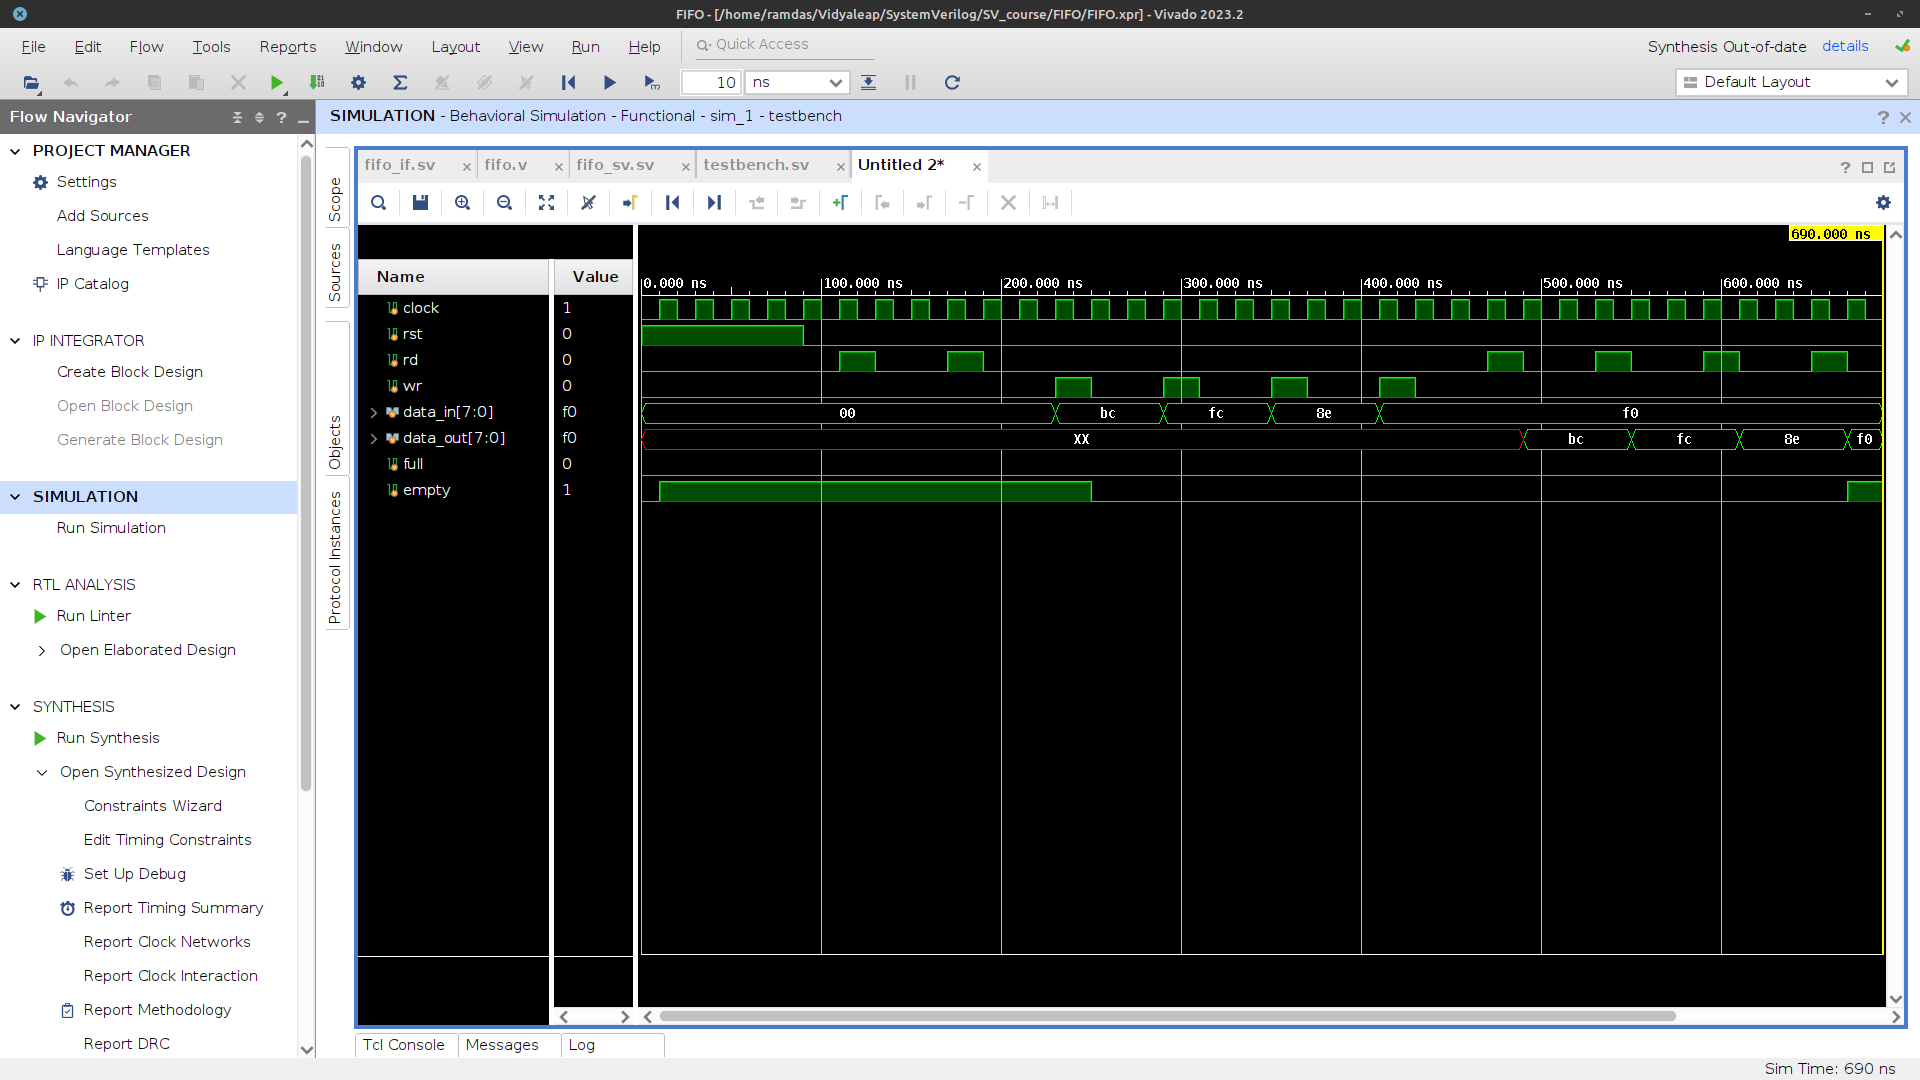 FIFO - [/home/ramdas/Vidyaleap/SystemVerilog/SV_course/FIFO/FIFO.xpr] - Vivado 2023.2
File Edit Flow Tools Reports Window Layout View Run Help Quick Access Synthesis Out-of-date details
10 ns Default Layout
Flow Navigator
PROJECT MANAGER
Settings
Add Sources
Language Templates
IP Catalog
IP INTEGRATOR
Create Block Design
Open Block Design
Generate Block Design
SIMULATION
Run Simulation
RTL ANALYSIS
Run Linter
Open Elaborated Design
SYNTHESIS
Run Synthesis
Open Synthesized Design
Constraints Wizard
Edit Timing Constraints
Set Up Debug
Report Timing Summary
Report Clock Networks
Report Clock Interaction
Report Methodology
Report DRC
SIMULATION - Behavioral Simulation - Functional - sim_1 - testbench
Scope
Sources
Objects
Protocol Instances
fifo_if.sv fifo.v fifo_sv.sv testbench.sv Untitled 2*
690.000 ns
Name Value
0.000 ns 100.000 ns 200.000 ns 300.000 ns 400.000 ns 500.000 ns 600.000 ns
clock 1
rst 0
rd 0
wr 0
data_in[7:0] f0 00 bc fc 8e f0
data_out[7:0] f0 XX bc fc 8e f0
full 0
empty 1
Tcl Console Messages Log
Sim Time: 690 ns